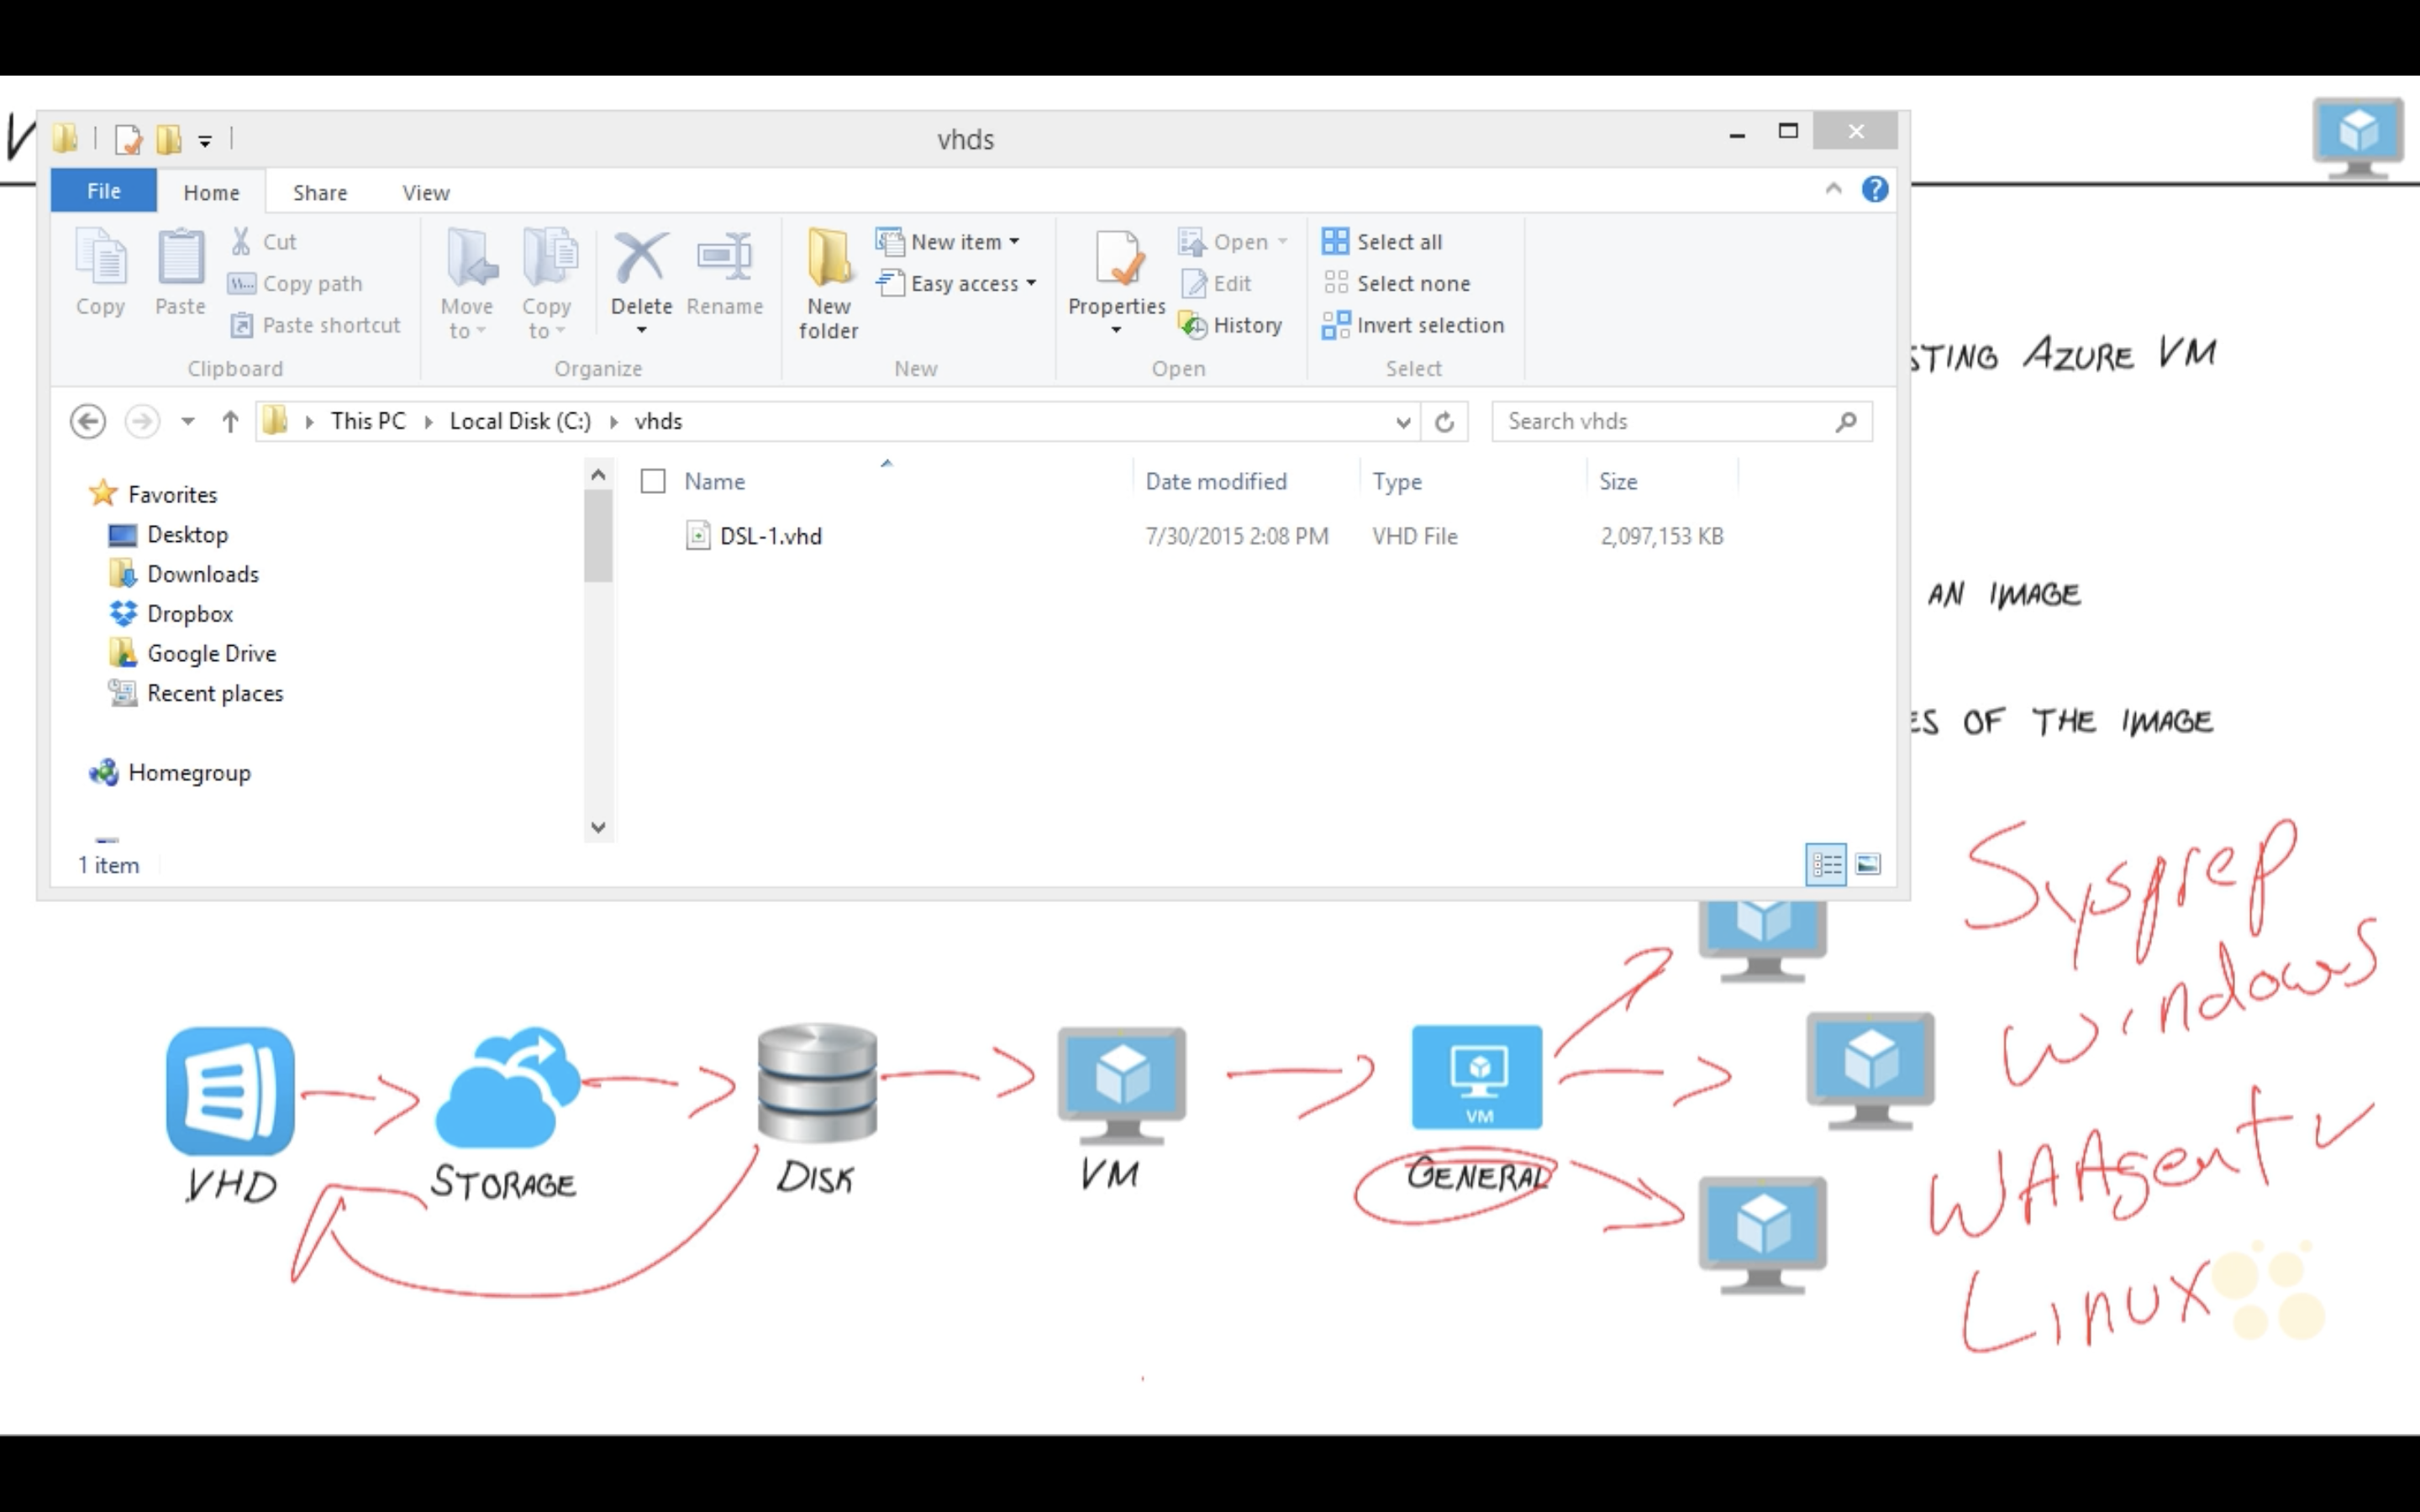 vhds
File Home Share View
Copy Paste Cut Copy path Paste shortcut
Move to Copy to Delete Rename
New folder New item Easy access
Properties Open Edit History
Select all Select none Invert selection
Clipboard Organize New Open Select
This PC Local Disk (C:) vhds Search vhds
Name Date modified Type Size
DSL-1.vhd 7/30/2015 2:08 PM VHD File 2,097,153 KB
Favorites
Desktop
Downloads
Dropbox
Google Drive
Recent places
Homegroup
1 item
STING AZURE VM
AN IMAGE
ES OF THE IMAGE
Sysprep
Windows
WAAgent
Linux
VM
VHD STORAGE DISK VM GENERAL